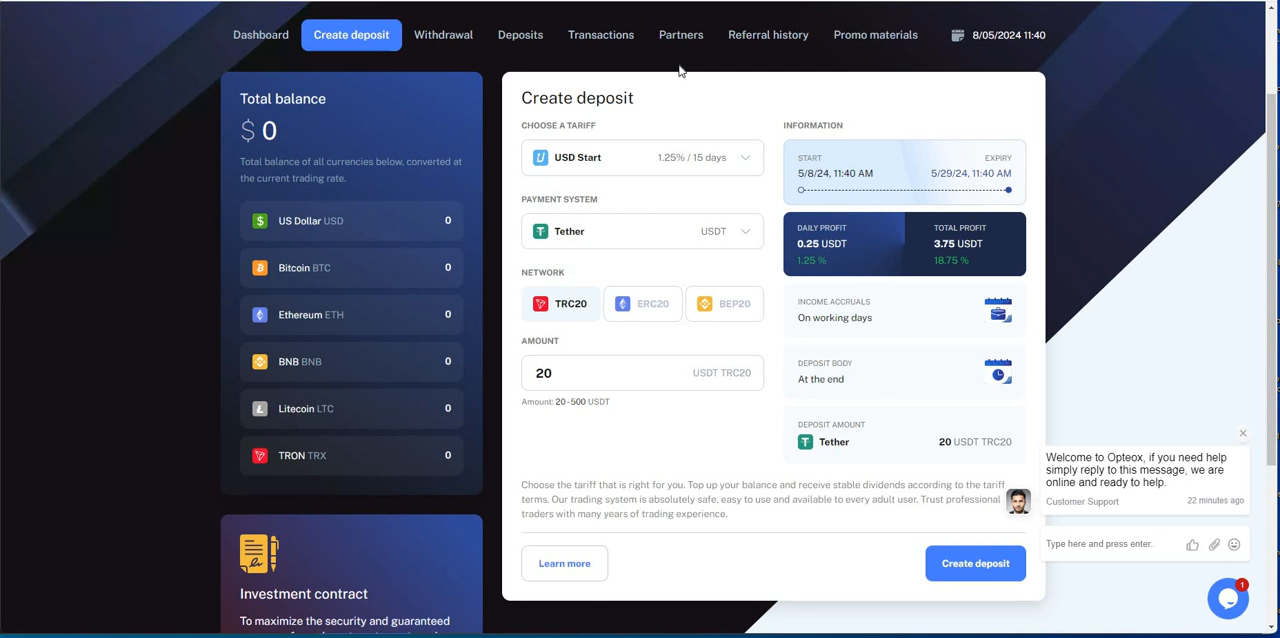 Dashboard
Create deposit
Withdrawal
Deposits
Transactions
Partners
Referral history
Promo materials
8/05/2024 11:40
Total balance
$ 0
Total balance of all currencies below, converted at
the current trading rate.
US Dollar USD 0
Bitcoin BTC 0
Ethereum ETH 0
BNB BNB 0
Litecoin LTC 0
TRON TRX 0
Investment contract
To maximize the security and guaranteed
Create deposit
CHOOSE A TARIFF
USD Start 1.25% / 15 days
PAYMENT SYSTEM
Tether USDT
NETWORK
TRC20 ERC20 BEP20
AMOUNT
20 USDT TRC20
Amount: 20 - 500 USDT
INFORMATION
START EXPIRY
5/8/24, 11:40 AM 5/29/24, 11:40 AM
DAILY PROFIT TOTAL PROFIT
0.25 USDT 3.75 USDT
1.25 % 18.75 %
INCOME ACCRUALS
On working days
DEPOSIT BODY
At the end
DEPOSIT AMOUNT
Tether 20 USDT TRC20
Choose the tariff that is right for you. Top up your balance and receive stable dividends according to the tariff
terms. Our trading system is absolutely safe, easy to use and available to every adult user. Trust professional
traders with many years of trading experience.
Learn more
Create deposit
Welcome to Opteox, if you need help
simply reply to this message, we are
online and ready to help.
Customer Support 22 minutes ago
Type here and press enter..
1